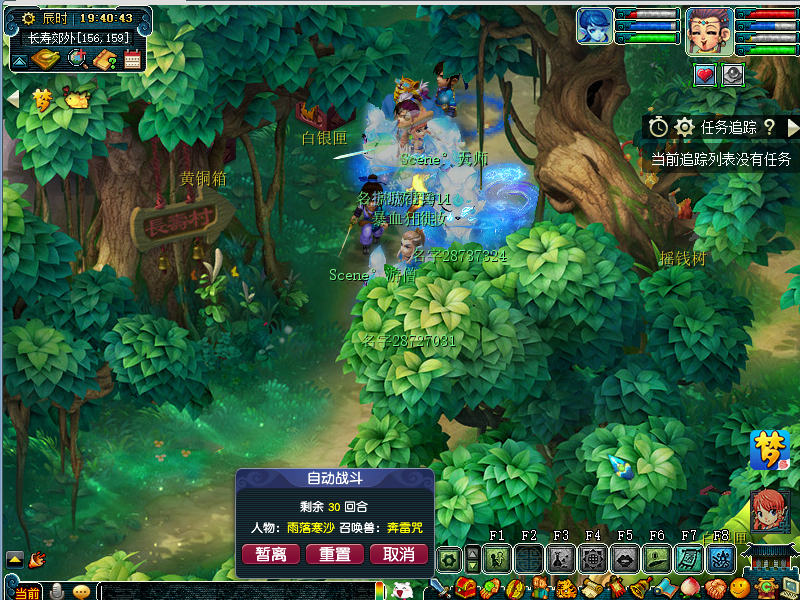 辰时 19:40:43
长寿郊外[156,159]
梦
任务追踪 ?
当前追踪列表没有任务
白银匣
Scene°天师
黄铜箱
长寿村
暴血狂徒女
名字28737324
摇钱树
Scene°游僧
名字28727031
梦
自动战斗
剩余 30 回合
人物：雨落寒沙 召唤兽：奔雷咒
暂离 重置 取消
F1 F2 F3 F4 F5 F6 F7 F8
当前